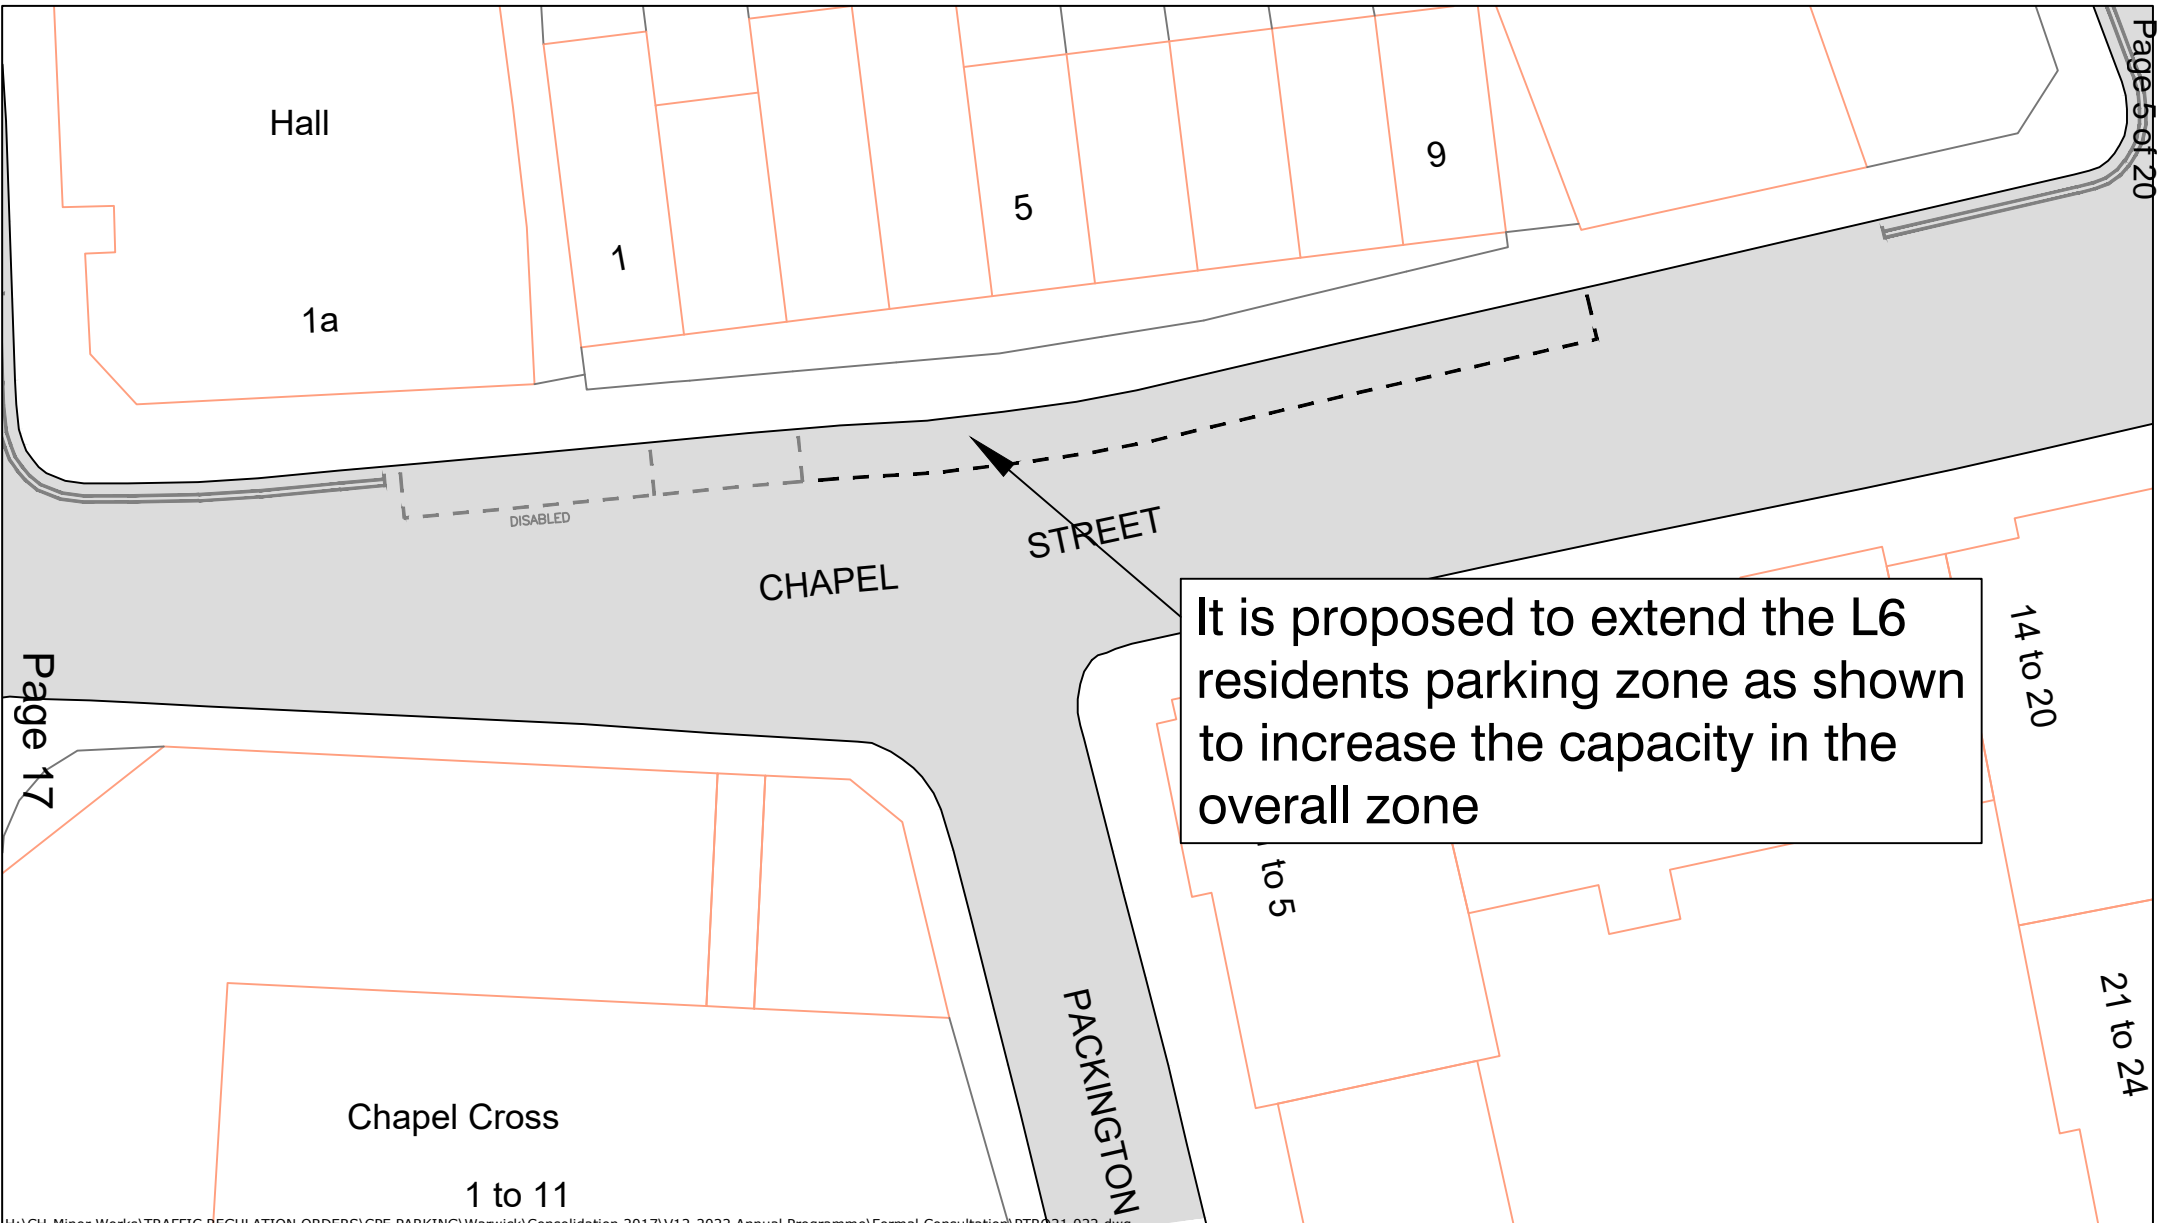 Page 5 of 20
Hall
9
5
1
1a
DISABLED
STREET
CHAPEL
It is proposed to extend the L6
residents parking zone as shown
to increase the capacity in the
overall zone
14 to 20
Page 17
to 5
21 to 24
PACKINGTON
Chapel Cross
1 to 11